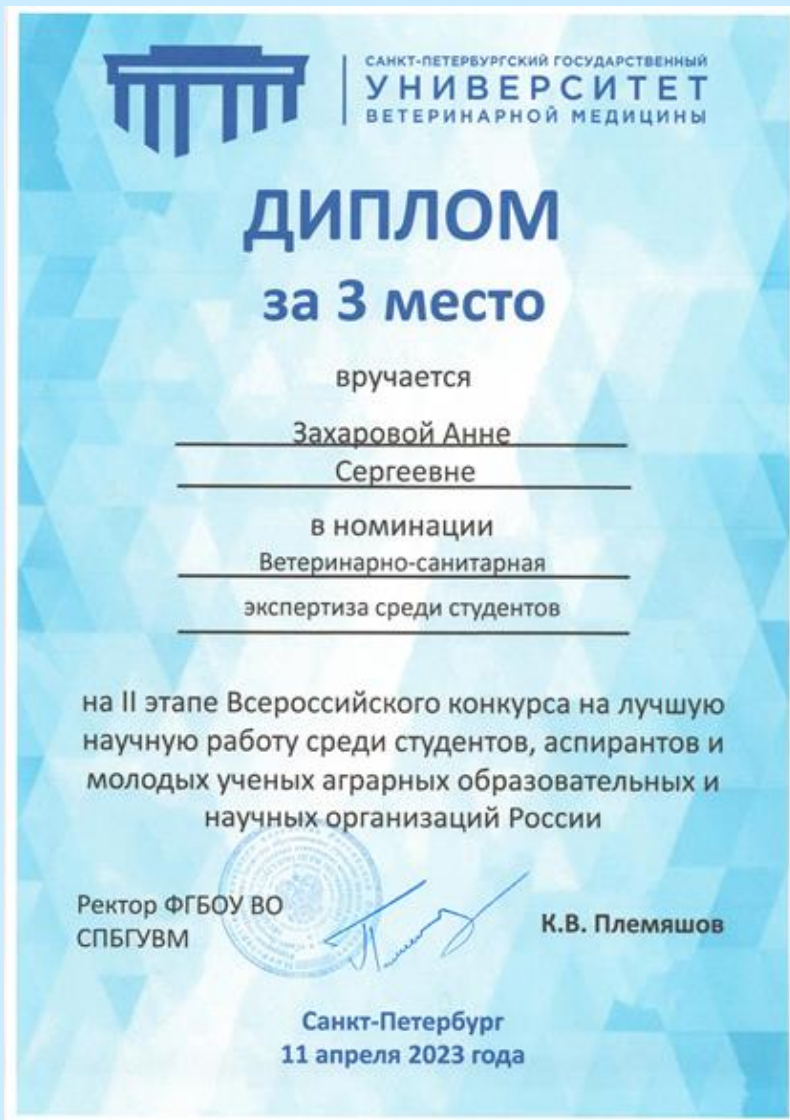 САНКТ-ПЕТЕРБУРГСКИЙ ГОСУДАРСТВЕННЫЙ
УНИВЕРСИТЕТ
ВЕТЕРИНАРНОЙ МЕДИЦИНЫ
ДИПЛОМ
за 3 место
вручается
Захаровой Анне
Сергеевне
в номинации
Ветеринарно-санитарная
экспертиза среди студентов
на II этапе Всероссийского конкурса на лучшую
научную работу среди студентов, аспирантов и
молодых ученых аграрных образовательных и
научных организаций России
Ректор ФГБОУ ВО
СПБГУВМ
К.В. Племяшов
Санкт-Петербург
11 апреля 2023 года